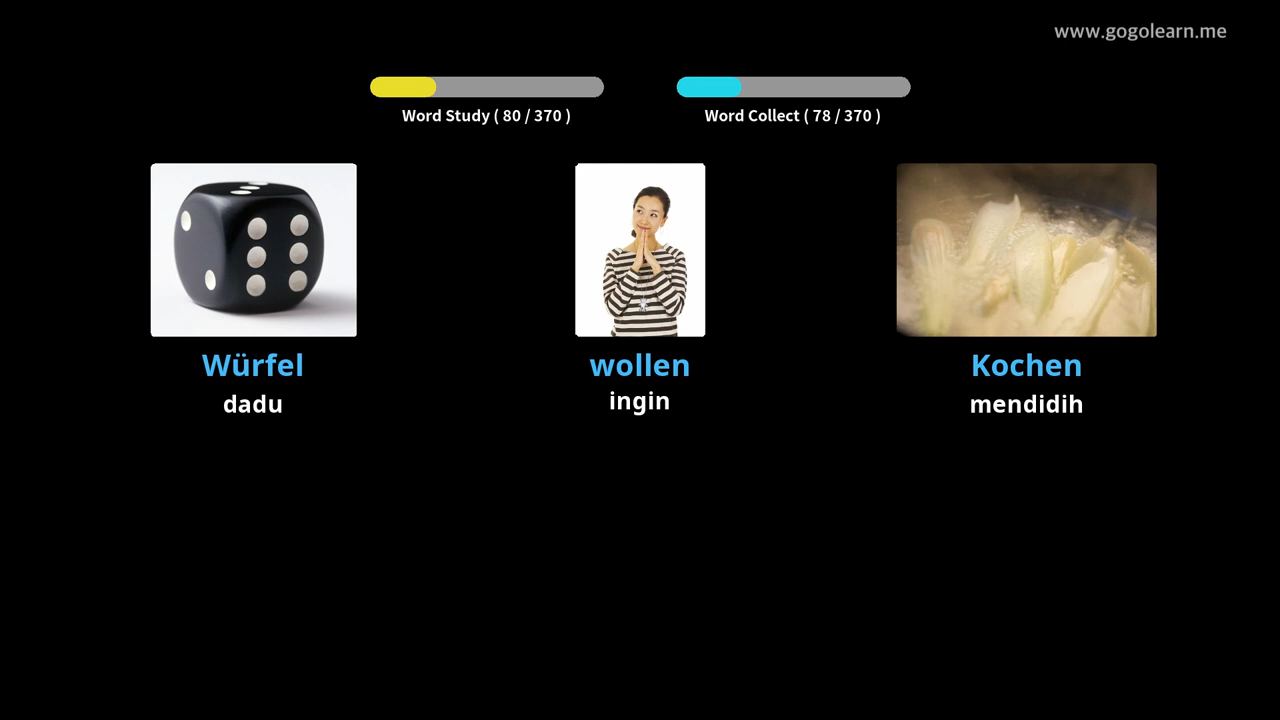 www.gogolearn.me
Word Study ( 80 / 370 )
Word Collect ( 78 / 370 )
Würfel
dadu
wollen
ingin
Kochen
mendidih